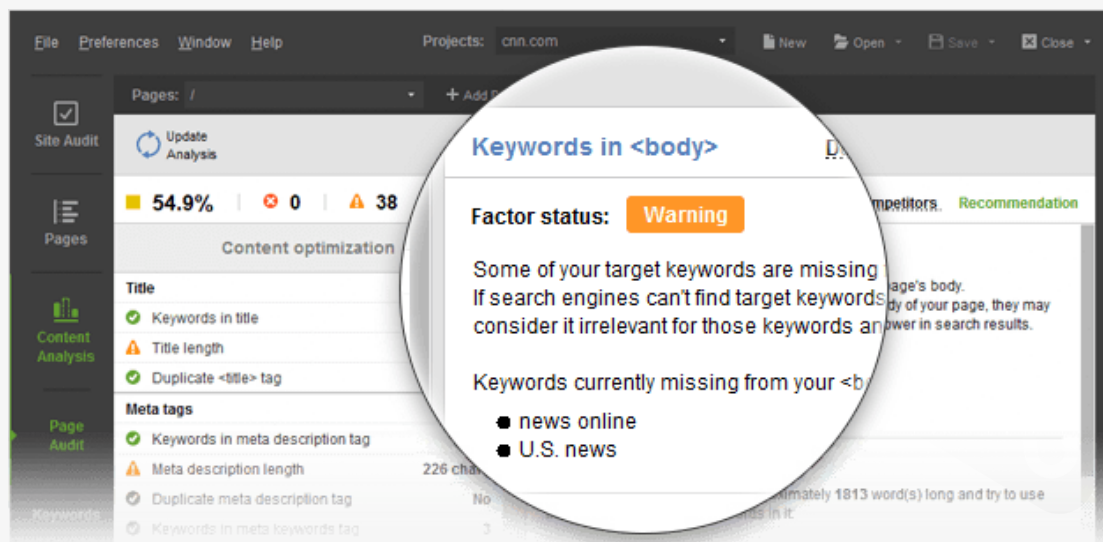 File Preferences Window Help Projects: cnn.com New Open Save Close
Pages: / + Add
Site Audit
Update
Analysis
Keywords in <body>
54.9% 0 38
Recommendation
Factor status: Warning
Pages
Content optimization
Some of your target keywords are missing
age's body.
Title
If search engines can't find target keywords
dy of your page, they may
Keywords in title
consider it irrelevant for those keywords
ower in search results.
Content
Analysis
Title length
Duplicate <title> tag
Keywords currently missing from your
Meta tags
news online
Page
Audit
Keywords in meta description tag
U.S. news
Meta description length 226
Duplicate meta description tag No
1813 word(s) long and try to use
Keywords
Keywords in meta keywords tag 3
in it: